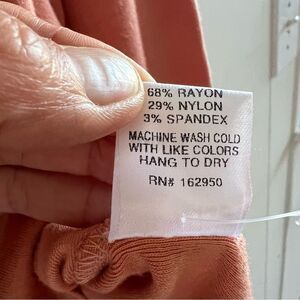 68% RAYON
29% NYLON
3% SPANDEX
MACHINE WASH COLD
WITH LIKE COLORS
HANG TO DRY
RN# 162950